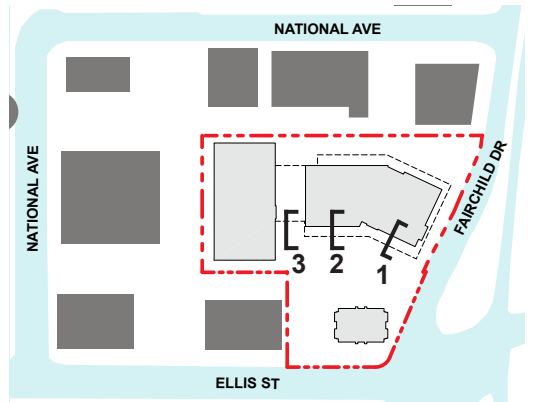 NATIONAL AVE
NATIONAL AVE
FAIRCHILD DR
3
2
1
ELLIS ST